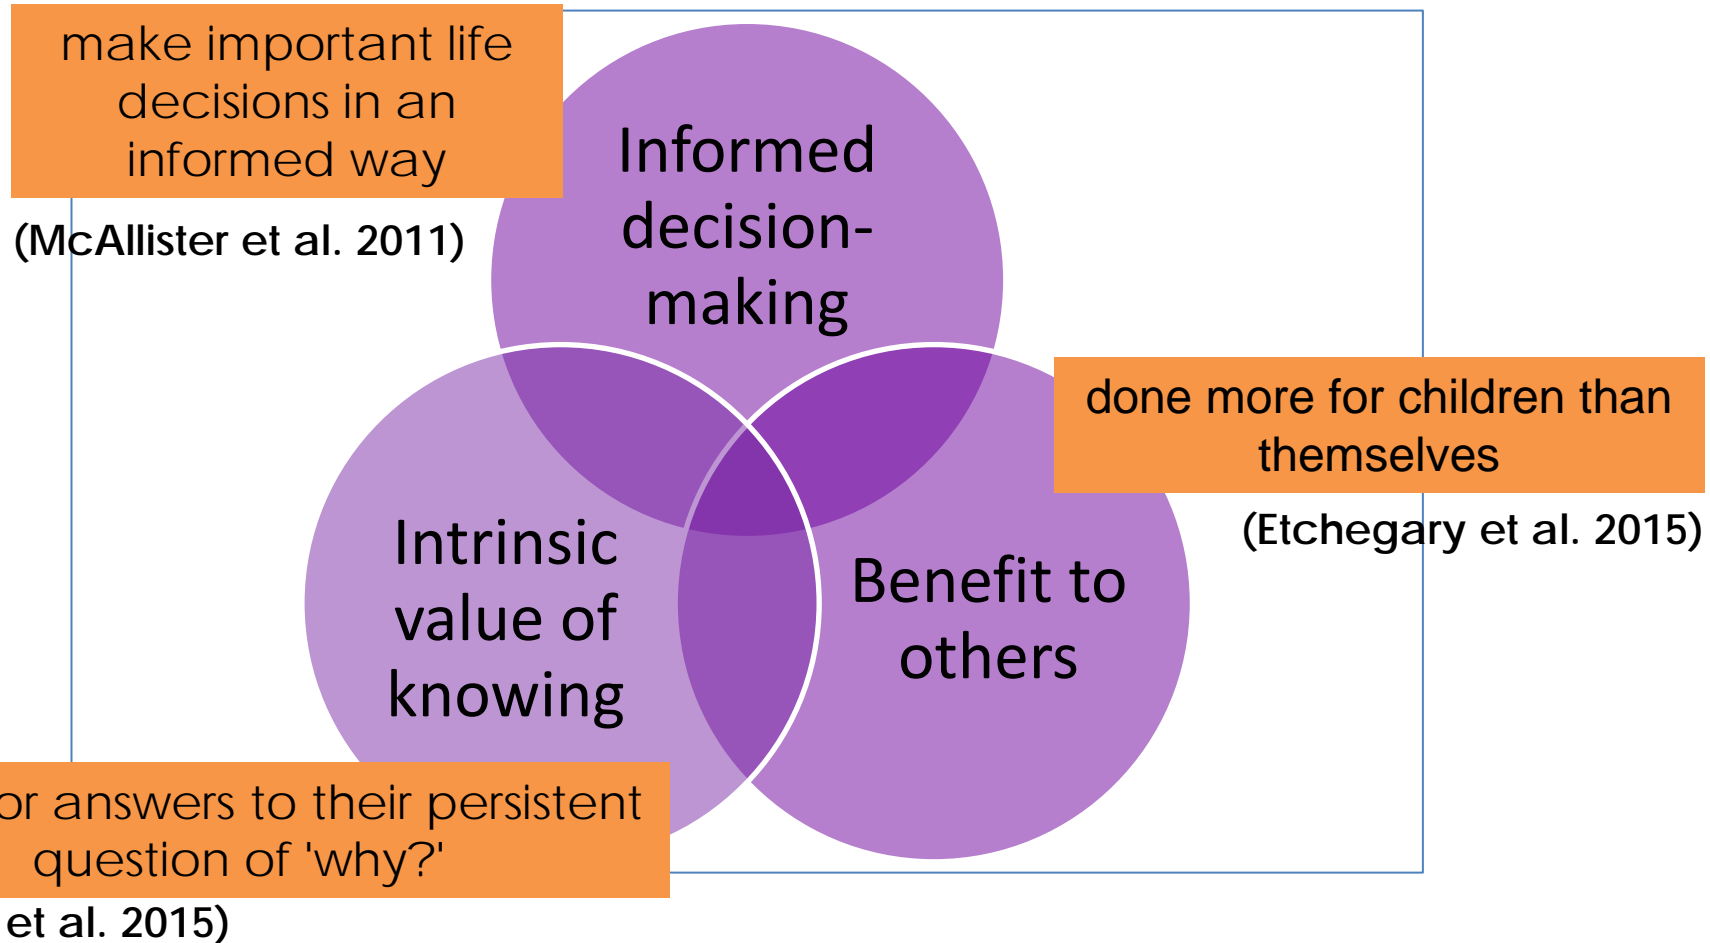 make important life
decisions in an
informed way
(McAllister et al. 2011)
Informed
decision-
making
done more for children than
themselves
(Etchegary et al. 2015)
Intrinsic
value of
knowing
Benefit to
others
or answers to their persistent
question of 'why?'
et al. 2015)